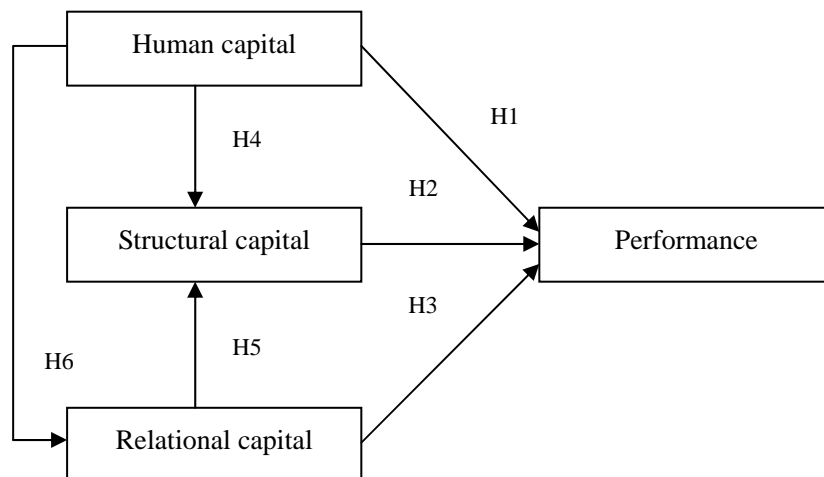 Human capital
H1
H4
H2
Structural capital
Performance
H3
H5
H6
Relational capital